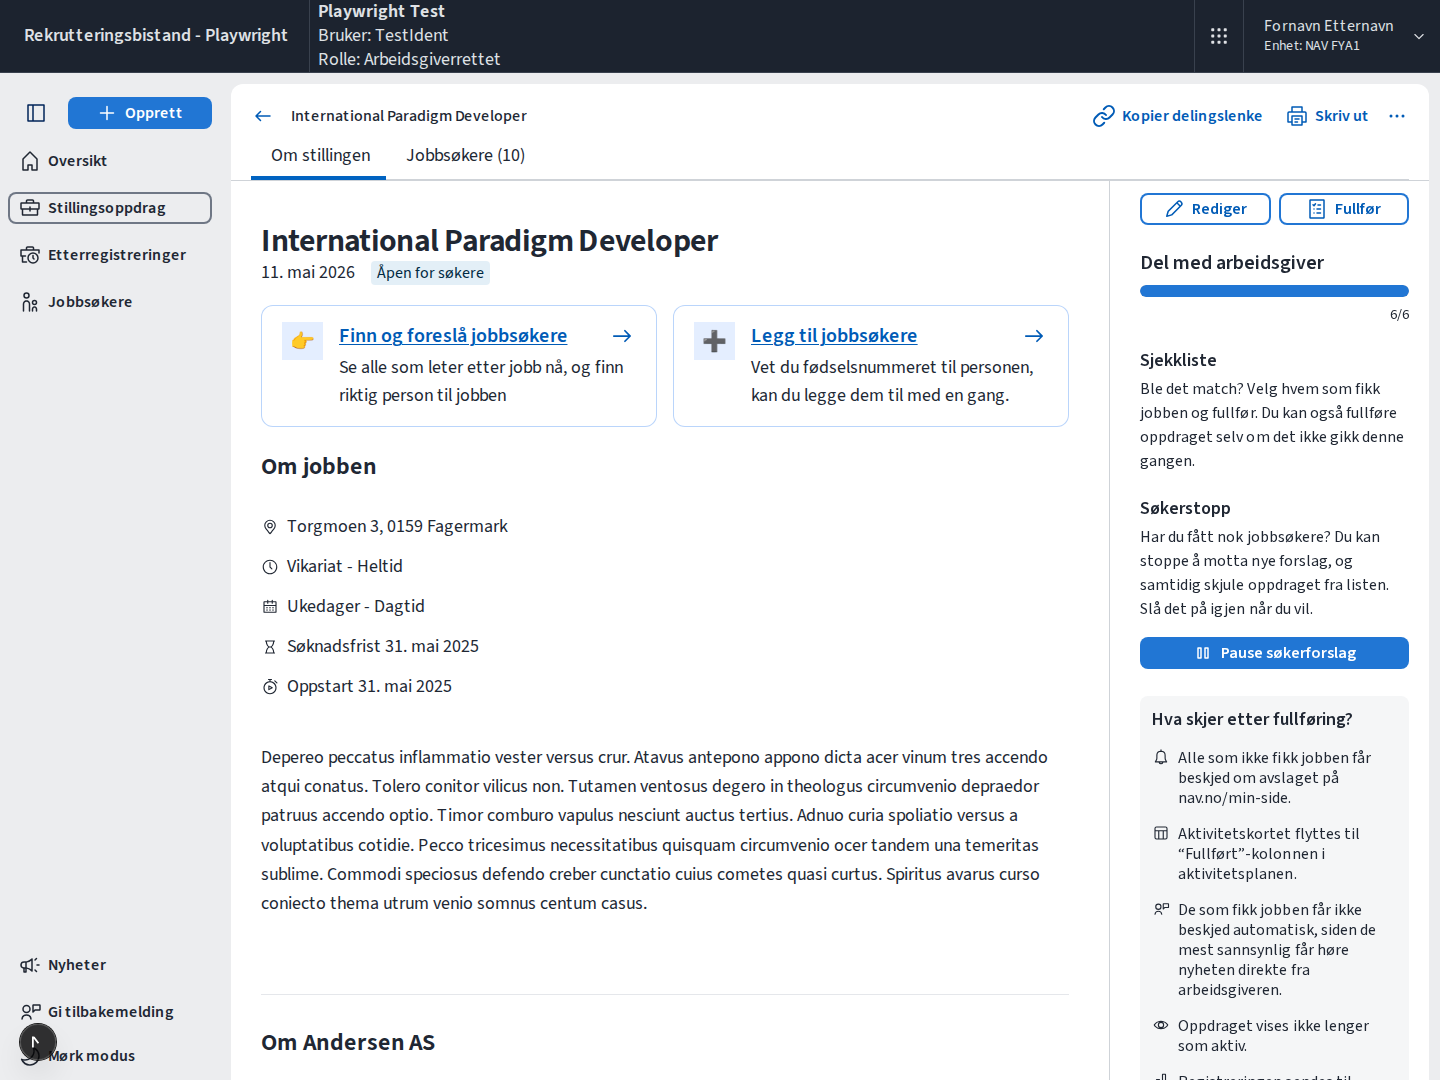 Rekrutteringsbistand - Playwright
Playwright Test
Bruker: TestIdent
Rolle: Arbeidsgiverrettet
Fornavn Etternavn
Enhet: NAV FYA1
Opprett
Oversikt
Stillingsoppdrag
Etterregistreringer
Jobbsøkere
Nyheter
Gi tilbakemelding
Mørk modus
International Paradigm Developer
Kopier delingslenke
Skriv ut
Om stillingen
Jobbsøkere (10)
International Paradigm Developer
11. mai 2026
Åpen for søkere
Finn og foreslå jobbsøkere
Se alle som leter etter jobb nå, og finn
riktig person til jobben
Legg til jobbsøkere
Vet du fødselsnummeret til personen,
kan du legge dem til med en gang.
Om jobben
Torgmoen 3, 0159 Fagermark
Vikariat - Heltid
Ukedager - Dagtid
Søknadsfrist 31. mai 2025
Oppstart 31. mai 2025
Depereo peccatus inflammatio vester versus crur. Atavus antepono appono dicta acer vinum tres accendo
atqui conatus. Tolero conitor vilicus non. Tutamen ventosus degero in theologus circumvenio depraedor
patruus accendo optio. Timor comburo vapulus nesciunt auctus tertius. Adnuo curia spoliatio versus a
voluptatibus cotidie. Pecco tricesimus necessitatibus quisquam circumvenio ocer tandem una temeritas
sublime. Commodi speciosus defendo creber cunctatio cuius cometes quasi curtus. Spiritus avarus curso
coniecto thema utrum venio somnus centum casus.
Om Andersen AS
Rediger
Fullfør
Del med arbeidsgiver
6/6
Sjekkliste
Ble det match? Velg hvem som fikk
jobben og fullfør. Du kan også fullføre
oppdraget selv om det ikke gikk denne
gangen.
Søkerstopp
Har du fått nok jobbsøkere? Du kan
stoppe å motta nye forslag, og
samtidig skjule oppdraget fra listen.
Slå det på igjen når du vil.
Pause søkerforslag
Hva skjer etter fullføring?
Alle som ikke fikk jobben får
beskjed om avslaget på
nav.no/min-side.
Aktivitetskortet flyttes til
“Fullført”-kolonnen i
aktivitetsplanen.
De som fikk jobben får ikke
beskjed automatisk, siden de
mest sannsynlig får høre
nyheten direkte fra
arbeidsgiveren.
Oppdraget vises ikke lenger
som aktiv.